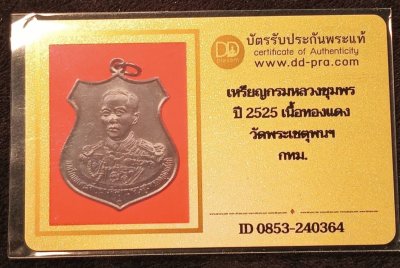 DD
บัตรรับประกันพระแท้
certificate of Authenticity
www.dd-pra.com
เหรียญกรมหลวงชุมพร
ปี 2525 เนื้อทองแดง
วัดพระเชตุพนฯ
กทม.
ID 0853-240364